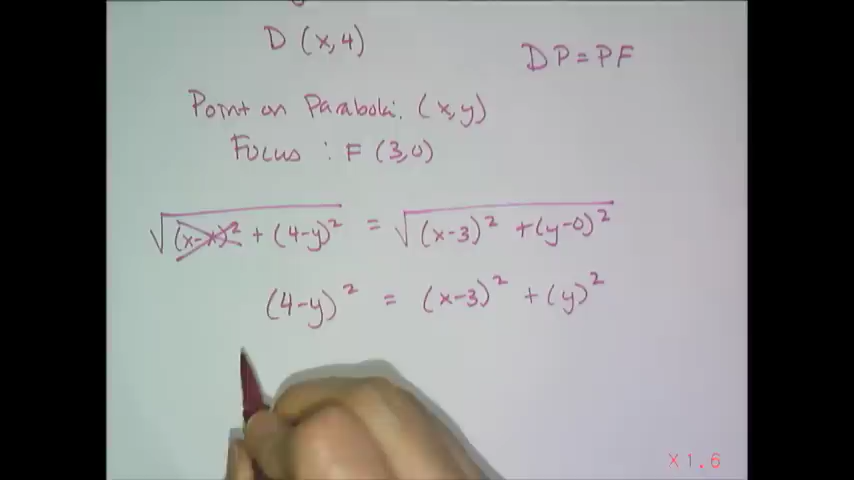 D (x,4)
DP=PF
Point on Parabola: (x,y)
Focus : F (3,0)
√((x-x)² + (4-y)²) = √((x-3)² + (y-0)²)
(4-y)² = (x-3)² + (y)²
X1.6